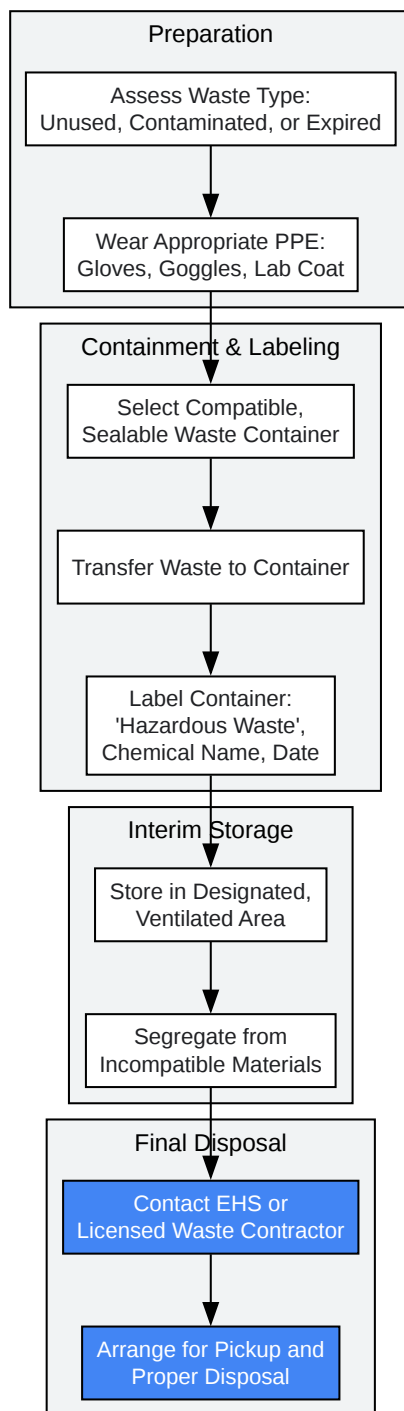 Preparation
Assess Waste Type:
Unused, Contaminated, or Expired
Wear Appropriate PPE:
Gloves, Goggles, Lab Coat
Containment & Labeling
Select Compatible,
Sealable Waste Container
Transfer Waste to Container
Label Container:
'Hazardous Waste',
Chemical Name, Date
Interim Storage
Store in Designated,
Ventilated Area
Segregate from
Incompatible Materials
Final Disposal
Contact EHS or
Licensed Waste Contractor
Arrange for Pickup and
Proper Disposal